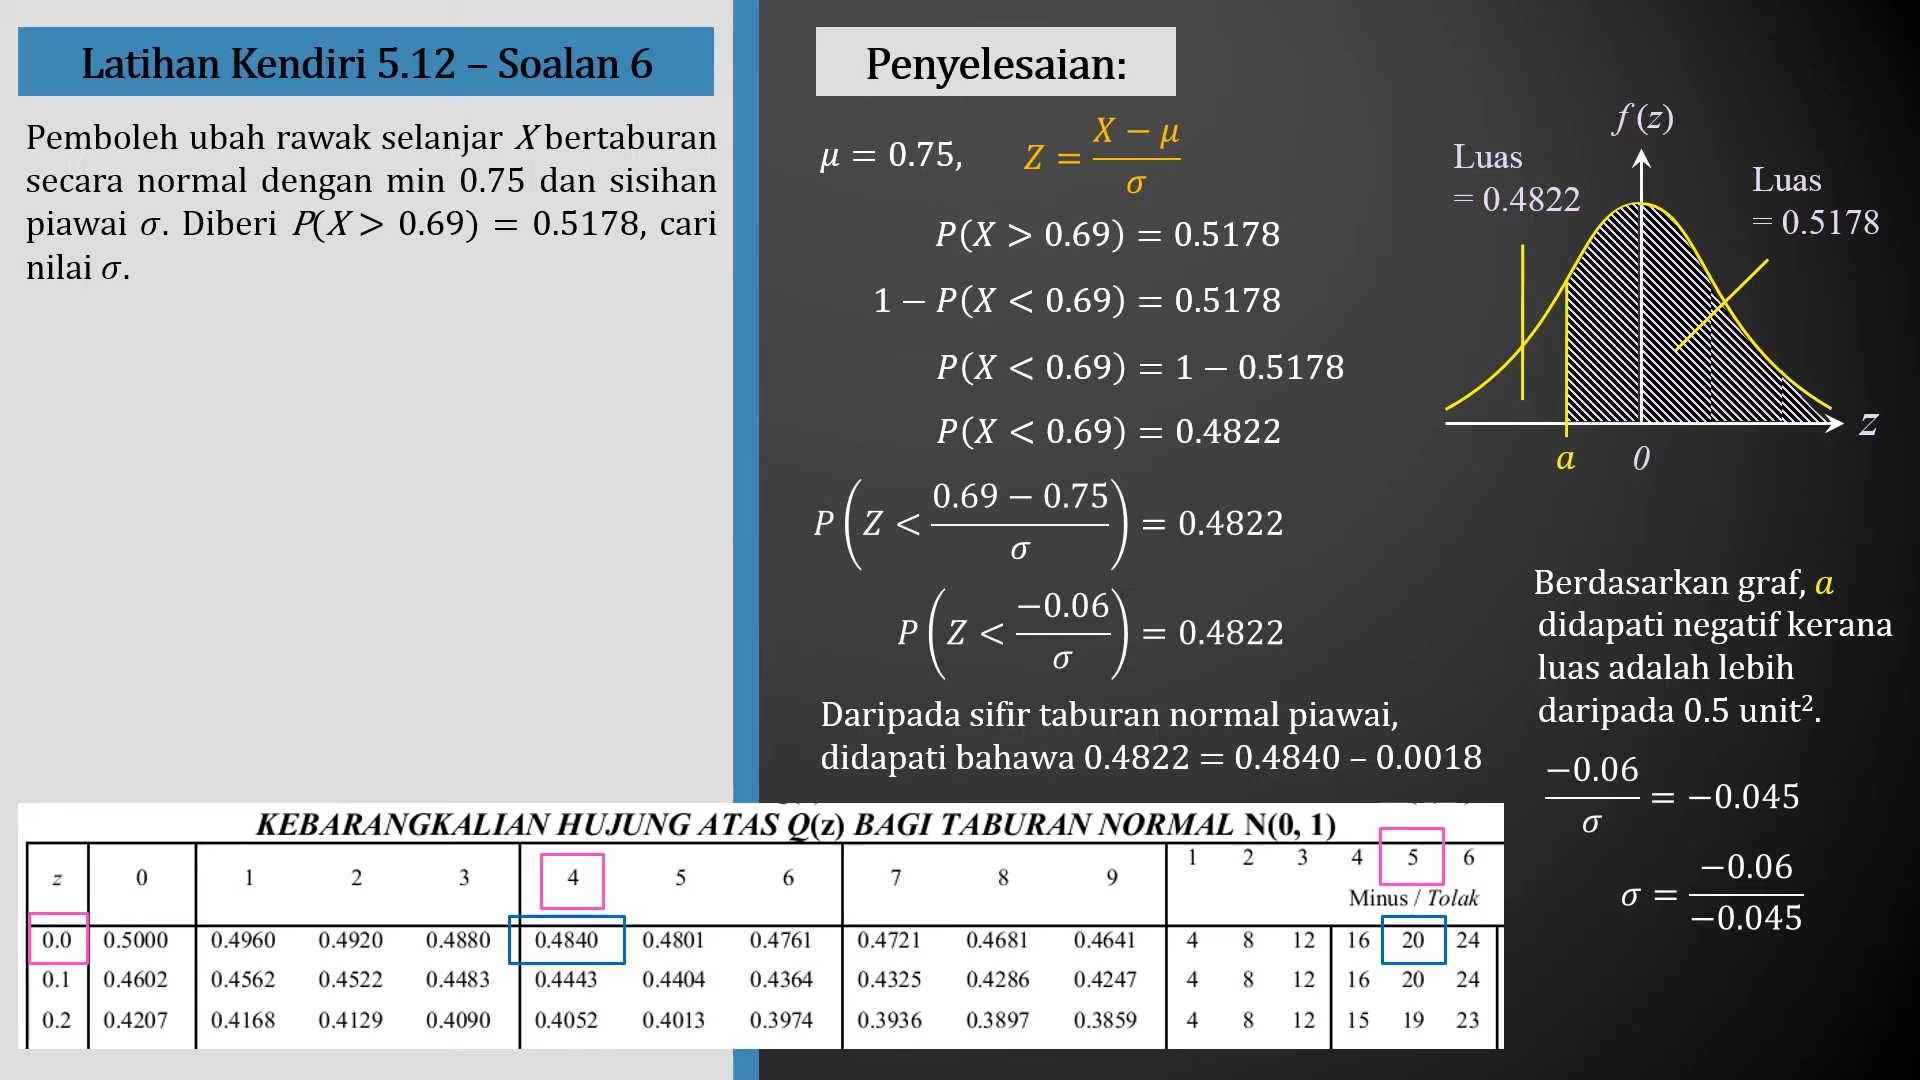 Latihan Kendiri 5.12 – Soalan 6
Pemboleh ubah rawak selanjar X bertaburan
secara normal dengan min 0.75 dan sisihan
piawai σ. Diberi P(X > 0.69) = 0.5178, cari
nilai σ.
Penyelesaian:
μ = 0.75, Z = (X − μ)/σ
P(X > 0.69) = 0.5178
1 − P(X < 0.69) = 0.5178
P(X < 0.69) = 1 − 0.5178
P(X < 0.69) = 0.4822
P(Z < (0.69 − 0.75)/σ) = 0.4822
P(Z < −0.06/σ) = 0.4822
Daripada sifir taburan normal piawai,
didapati bahawa 0.4822 = 0.4840 – 0.0018
f (z)
Luas
= 0.4822
Luas
= 0.5178
z
a 0
Berdasarkan graf, a
didapati negatif kerana
luas adalah lebih
daripada 0.5 unit².
−0.06/σ = −0.045
σ = −0.06/−0.045
KEBARANGKALIAN HUJUNG ATAS Q(z) BAGI TABURAN NORMAL N(0, 1)
z 0 1 2 3 4 5 6 7 8 9 1 2 3 4 5 6
Minus / Tolak
0.0 0.5000 0.4960 0.4920 0.4880 0.4840 0.4801 0.4761 0.4721 0.4681 0.4641 4 8 12 16 20 24
0.1 0.4602 0.4562 0.4522 0.4483 0.4443 0.4404 0.4364 0.4325 0.4286 0.4247 4 8 12 16 20 24
0.2 0.4207 0.4168 0.4129 0.4090 0.4052 0.4013 0.3974 0.3936 0.3897 0.3859 4 8 12 15 19 23